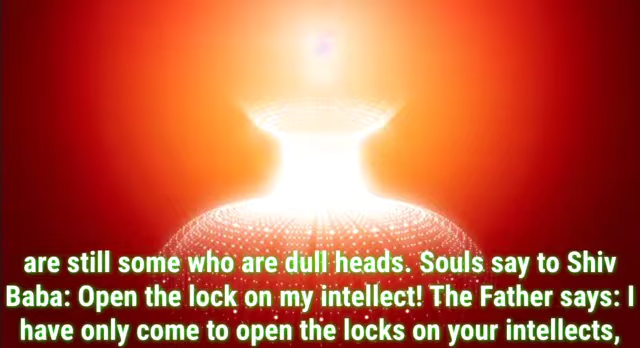 are still some who are dull heads. Souls say to Shiv
Baba: Open the lock on my intellect! The Father says: I
have only come to open the locks on your intellects,